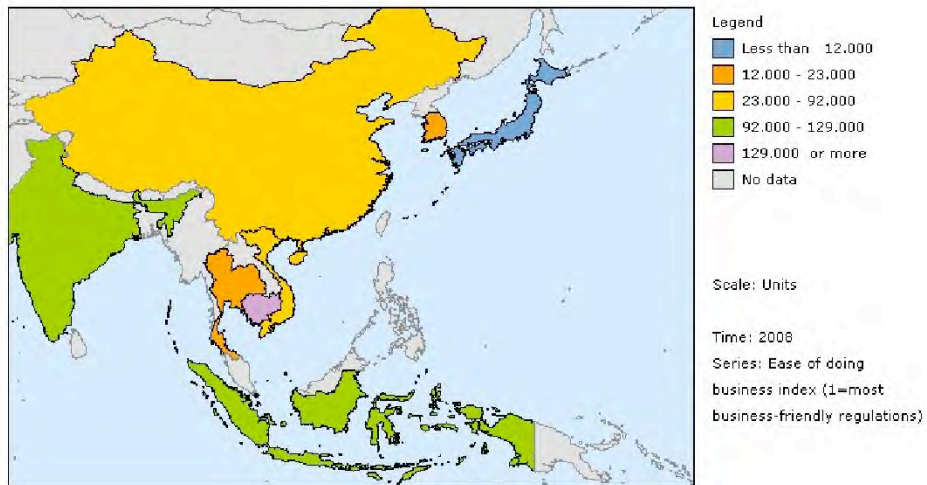 Legend
Less than 12.000
12.000 - 23.000
23.000 - 92.000
92.000 - 129.000
129.000 or more
No data
Scale: Units
Time: 2008
Series: Ease of doing
business index (1=most
business-friendly regulations)